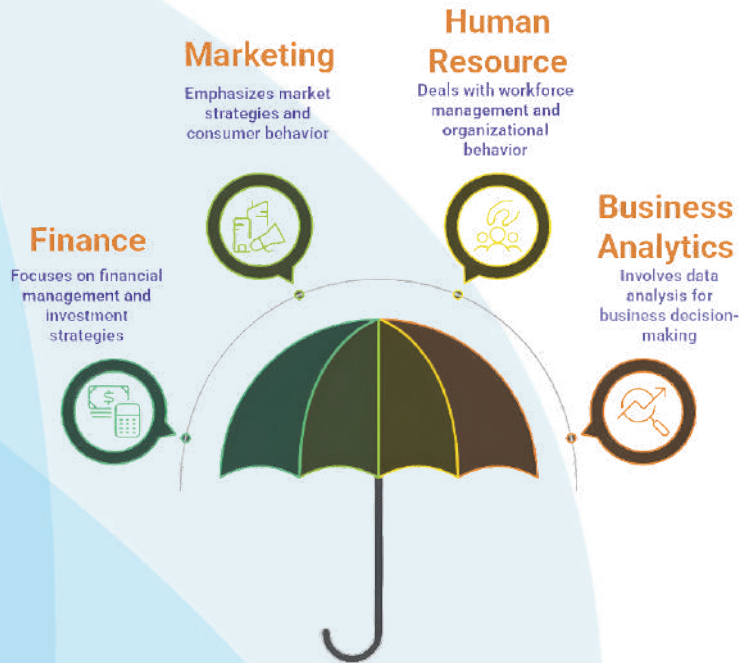 Marketing
Emphasizes market
strategies and
consumer behavior
Human
Resource
Deals with workforce
management and
organizational
behavior
Finance
Focuses on financial
management and
investment
strategies
Business
Analytics
Involves data
analysis for
business decision-
making
$